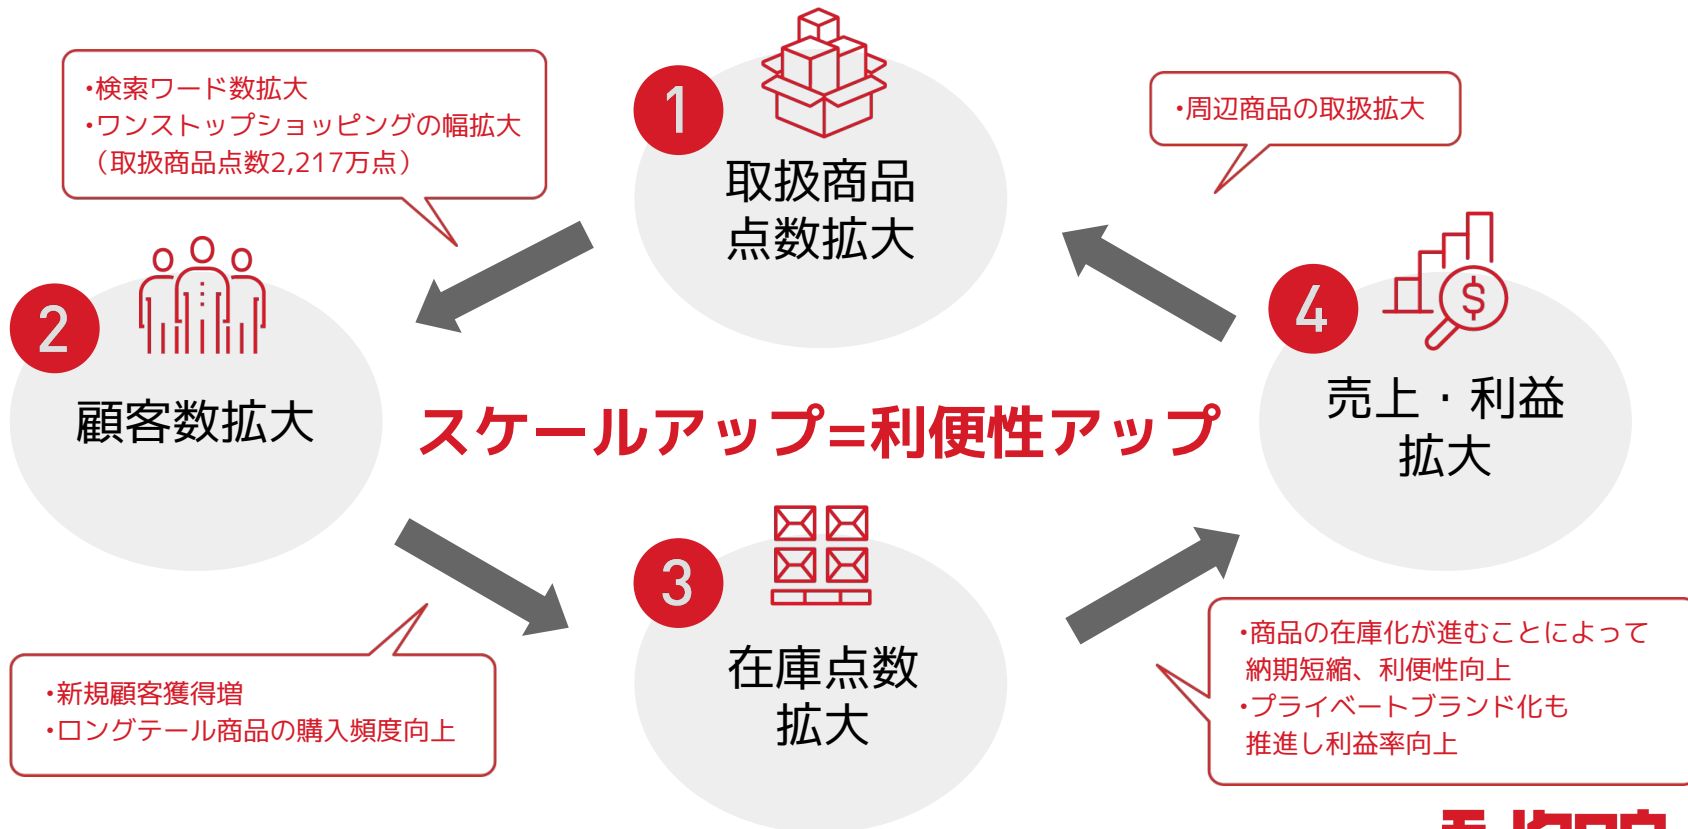 ・検索ワード数拡大
・ワンストップショッピングの幅拡大
（取扱商品点数2,217万点）
1
取扱商品
点数拡大
・周辺商品の取扱拡大
2
顧客数拡大
スケールアップ=利便性アップ
4
$
売上・利益
拡大
・新規顧客獲得増
・ロングテール商品の購入頻度向上
3
在庫点数
拡大
・商品の在庫化が進むことによって
納期短縮、利便性向上
・プライベートブランド化も
推進し利益率向上